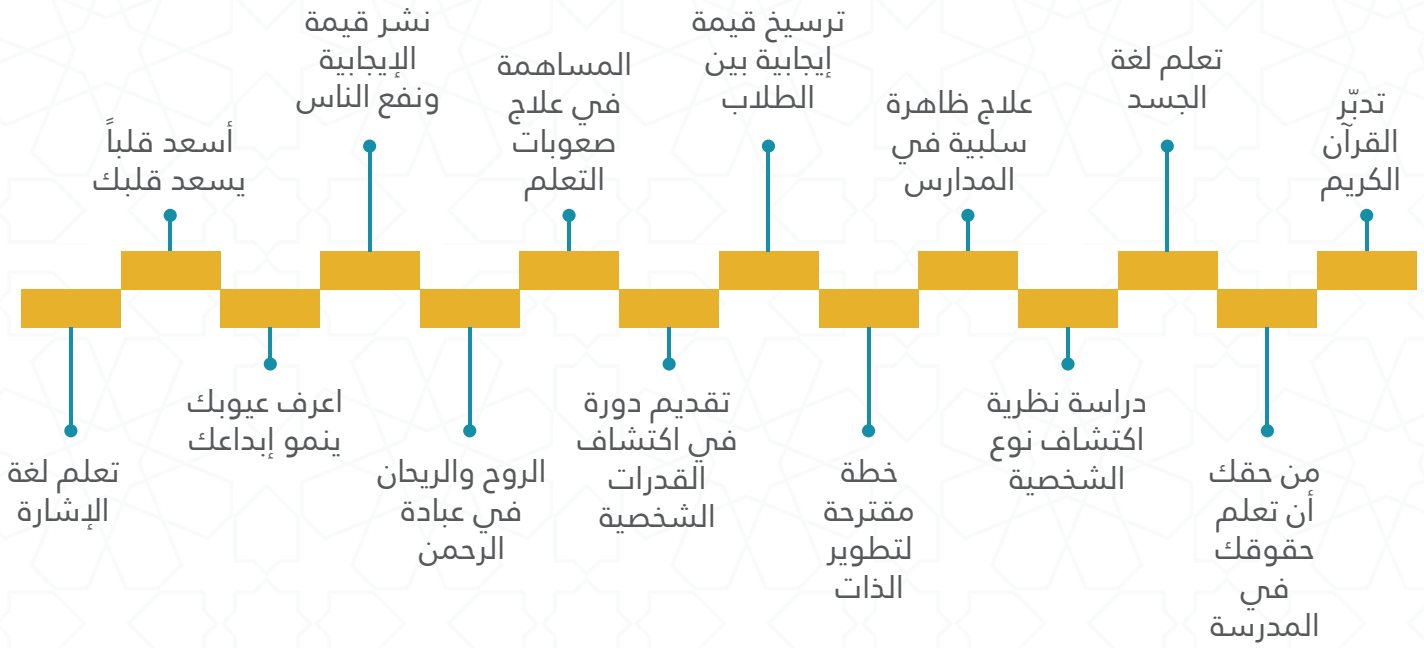 تدبّر
القرآن
الكريم
من حقك
أن تعلم
حقوقك
في
المدرسة
تعلم لغة
الجسد
دراسة نظرية
اكتشاف نوع
الشخصية
علاج ظاهرة
سلبية في
المدارس
خطة
مقترحة
لتطوير
الذات
ترسيخ قيمة
إيجابية بين
الطلاب
تقديم دورة
في اكتشاف
القدرات
الشخصية
المساهمة
في علاج
صعوبات
التعلم
الروح والريحان
في عبادة
الرحمن
نشر قيمة
الإيجابية
ونفع الناس
اعرف عيوبك
ينمو إبداعك
أسعد قلباً
يسعد قلبك
تعلم لغة
الإشارة